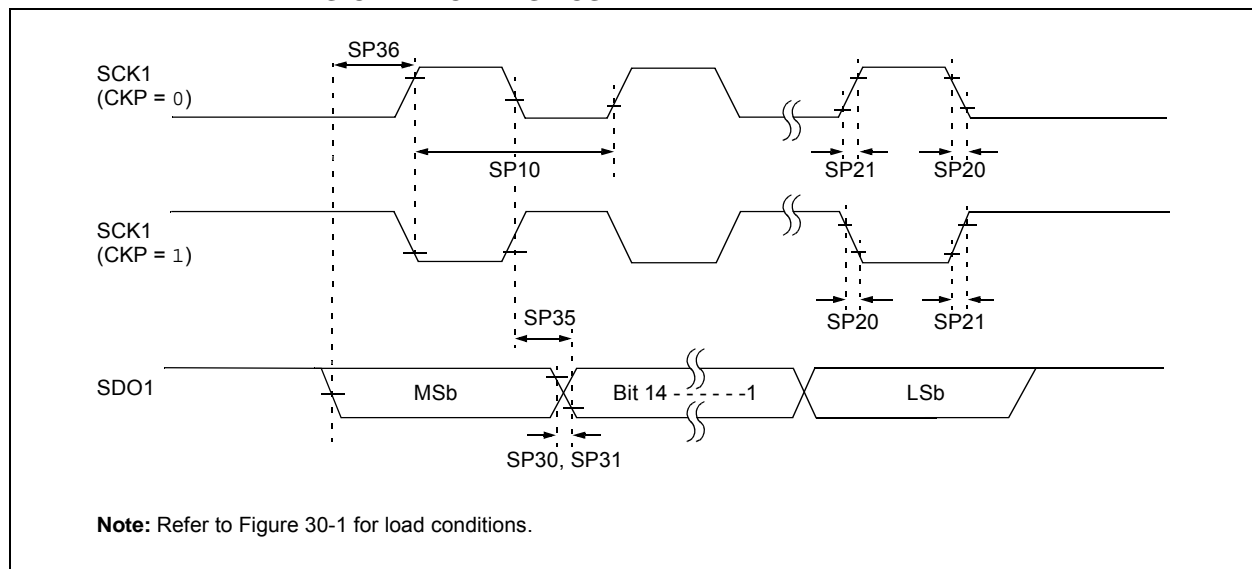 SP36
SCK1
(CKP = 0)
SP10
SP21
SP20
SCK1
(CKP = 1)
SP35
SP20
SP21
SDO1
MSb
Bit 14 - - - - - -1
LSb
SP30, SP31
Note: Refer to Figure 30-1 for load conditions.